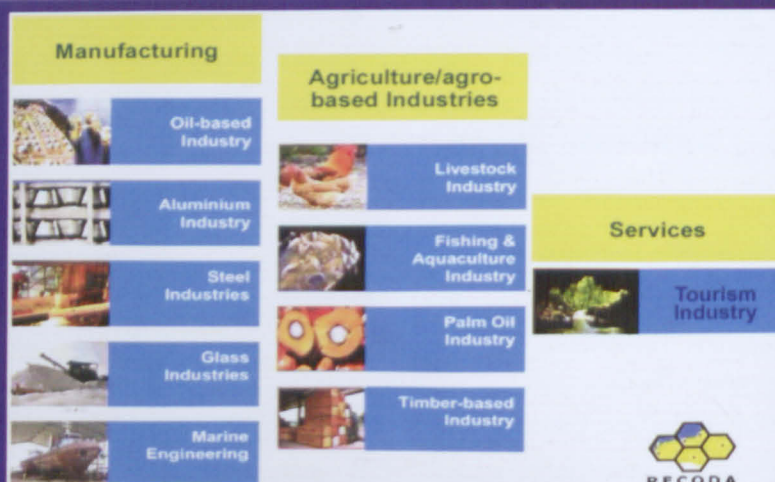 Manufacturing
Oil-based
Industry
Aluminium
Industry
Steel
Industries
Glass
Industries
Marine
Engineering
Agriculture/agro-
based Industries
Livestock
Industry
Fishing &
Aquaculture
Industry
Palm Oil
Industry
Timber-based
Industry
Services
Tourism
Industry
RECODA